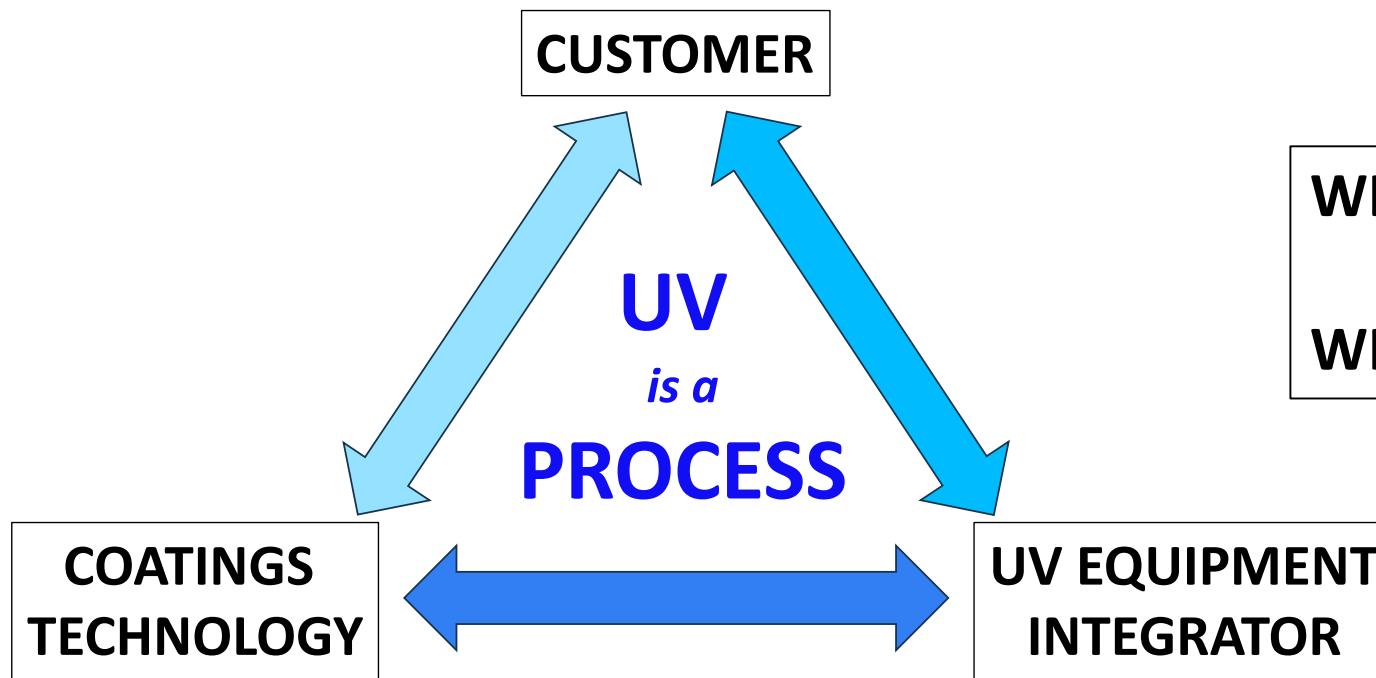 CUSTOMER
UV
is a
PROCESS
COATINGS
TECHNOLOGY
UV EQUIPMENT
INTEGRATOR